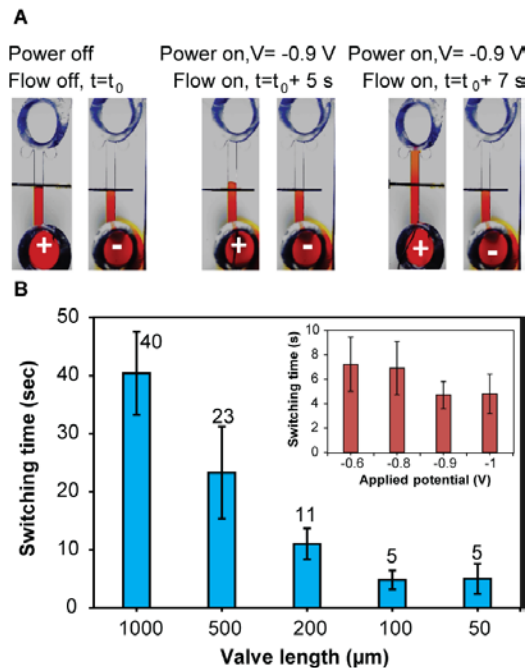 A
Power off
Flow off, t=t0
Power on,V= -0.9 V
Flow on, t=t0+ 5 s
Power on,V= -0.9 V
Flow on, t=t0+ 7 s
+
-
+
-
+
-
B
Switching time (sec)
50
40
30
20
10
0
40
23
11
5
5
1000
500
200
100
50
Valve length (µm)
Switching time (s)
10
8
6
4
2
0
-0.6
-0.8
-0.9
-1
Applied potential (V)